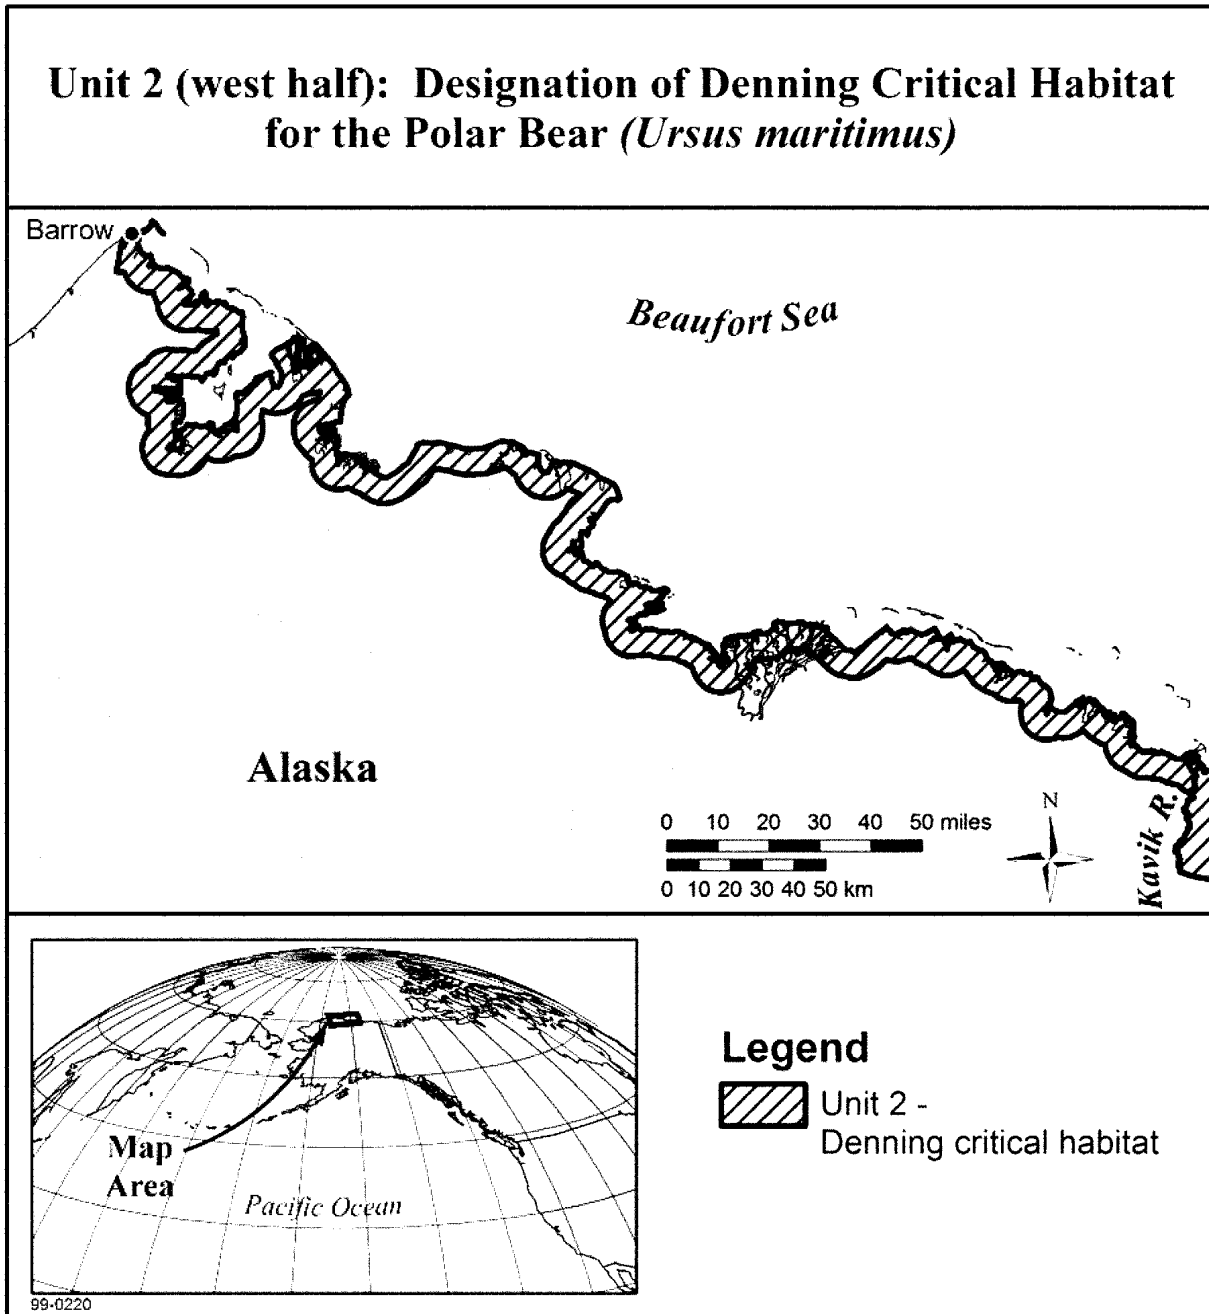 Unit 2 (west half): Designation of Denning Critical Habitat
for the Polar Bear (Ursus maritimus)
Barrow
Beaufort Sea
Alaska
0 10 20 30 40 50 miles
0 10 20 30 40 50 km
N
Kavik R.
Map
Area
Pacific Ocean
99-0220
Legend
Unit 2 -
Denning critical habitat